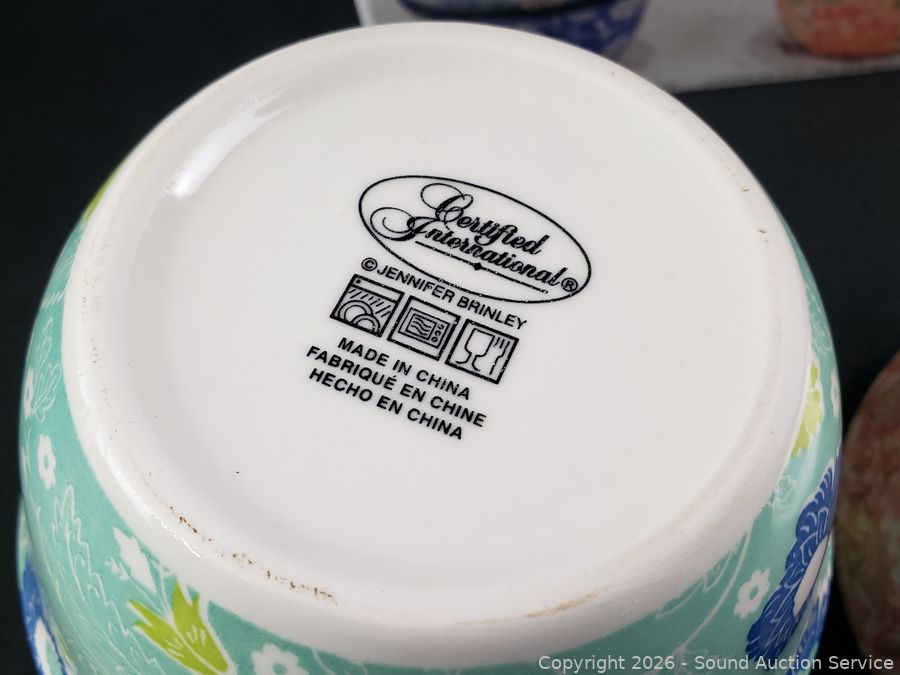 Certified
International®
© JENNIFER BRINLEY
MADE IN CHINA
FABRIQUÉ EN CHINE
HECHO EN CHINA
Copyright 2026 - Sound Auction Service